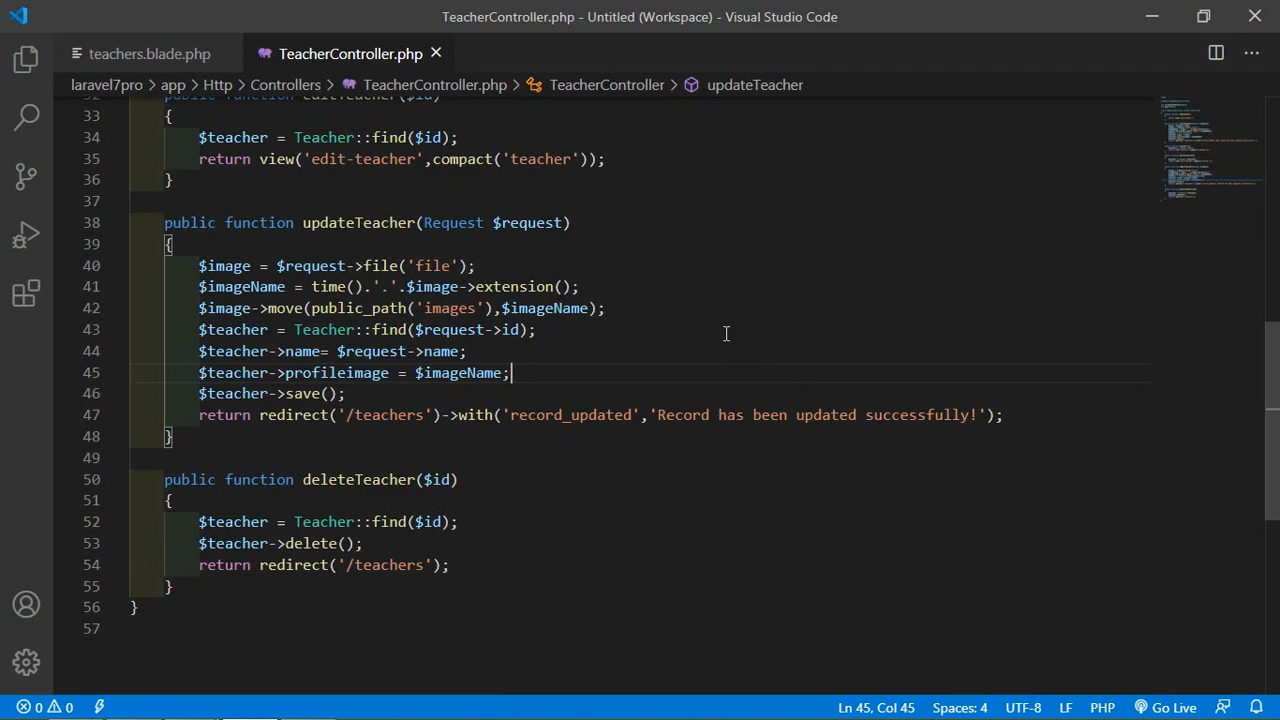 TeacherController.php - Untitled (Workspace) - Visual Studio Code
teachers.blade.php TeacherController.php
laravel7pro > app > Http > Controllers > TeacherController.php > TeacherController > updateTeacher
32 public function editTeacher($id)
33 {
34 $teacher = Teacher::find($id);
35 return view('edit-teacher',compact('teacher'));
36 }
37
38 public function updateTeacher(Request $request)
39 {
40 $image = $request->file('file');
41 $imageName = time().'.'.$image->extension();
42 $image->move(public_path('images'),$imageName);
43 $teacher = Teacher::find($request->id);
44 $teacher->name= $request->name;
45 $teacher->profileimage = $imageName;
46 $teacher->save();
47 return redirect('/teachers')->with('record_updated','Record has been updated successfully!');
48 }
49
50 public function deleteTeacher($id)
51 {
52 $teacher = Teacher::find($id);
53 $teacher->delete();
54 return redirect('/teachers');
55 }
56 }
57
0 0 Ln 45, Col 45 Spaces: 4 UTF-8 LF PHP Go Live